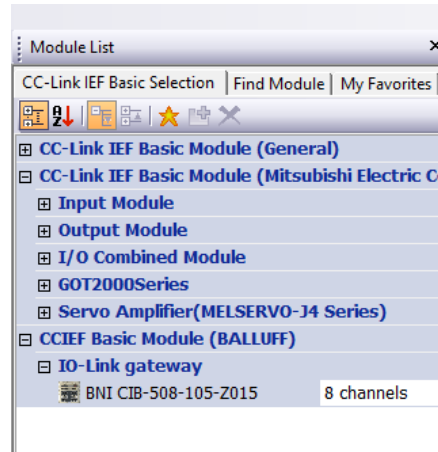 Module List
CC-Link IEF Basic Selection Find Module My Favorites
CC-Link IEF Basic Module (General)
CC-Link IEF Basic Module (Mitsubishi Electric
Input Module
Output Module
I/O Combined Module
GOT2000Series
Servo Amplifier(MELSERVO-J4 Series)
CCIEF Basic Module (BALLUFF)
IO-Link gateway
BNI CIB-508-105-Z015 8 channels